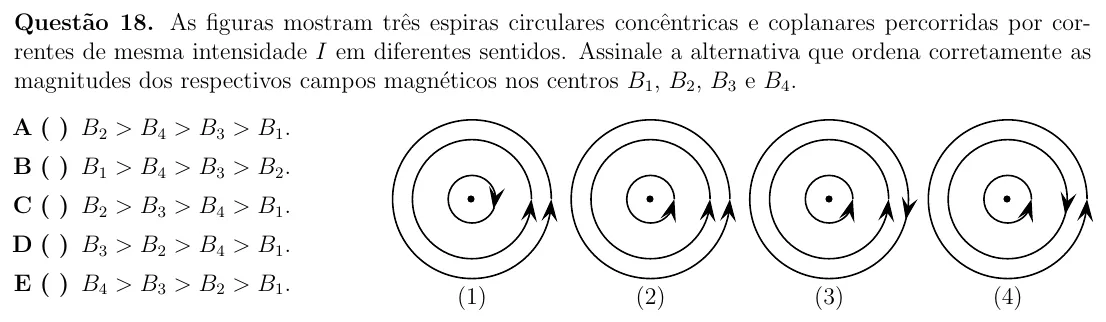 Questão 18. As figuras mostram três espiras circulares concêntricas e coplanares percorridas por cor-
rentes de mesma intensidade I em diferentes sentidos. Assinale a alternativa que ordena corretamente as
magnitudes dos respectivos campos magnéticos nos centros B₁, B₂, B₃ e B₄.
A ( ) B₂ > B₄ > B₃ > B₁.
B ( ) B₁ > B₄ > B₃ > B₂.
C ( ) B₂ > B₃ > B₄ > B₁.
D ( ) B₃ > B₂ > B₄ > B₁.
E ( ) B₄ > B₃ > B₂ > B₁.
(1) (2) (3) (4)